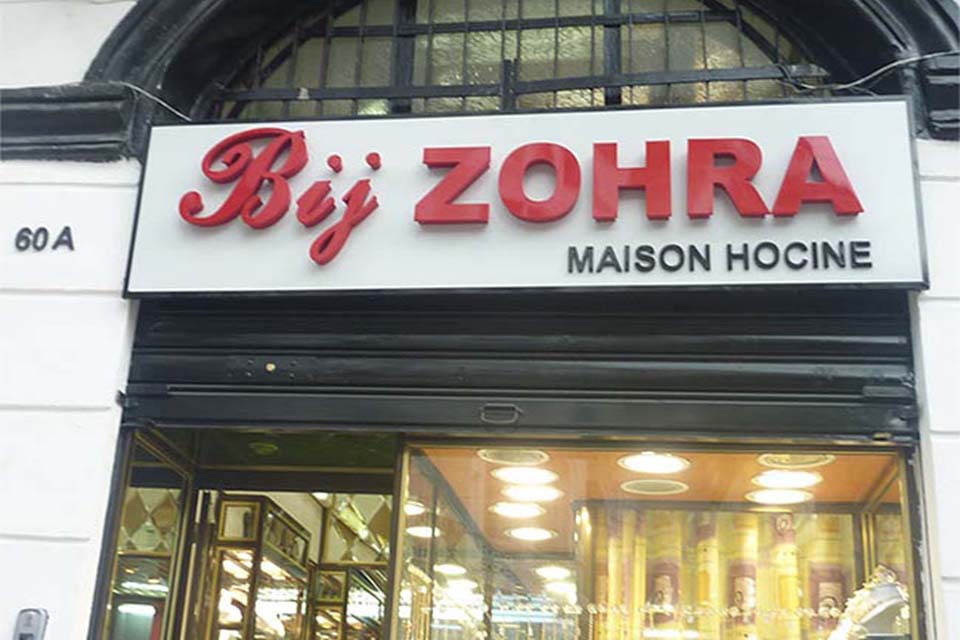 Bij ZOHRA
MAISON HOCINE
60 A